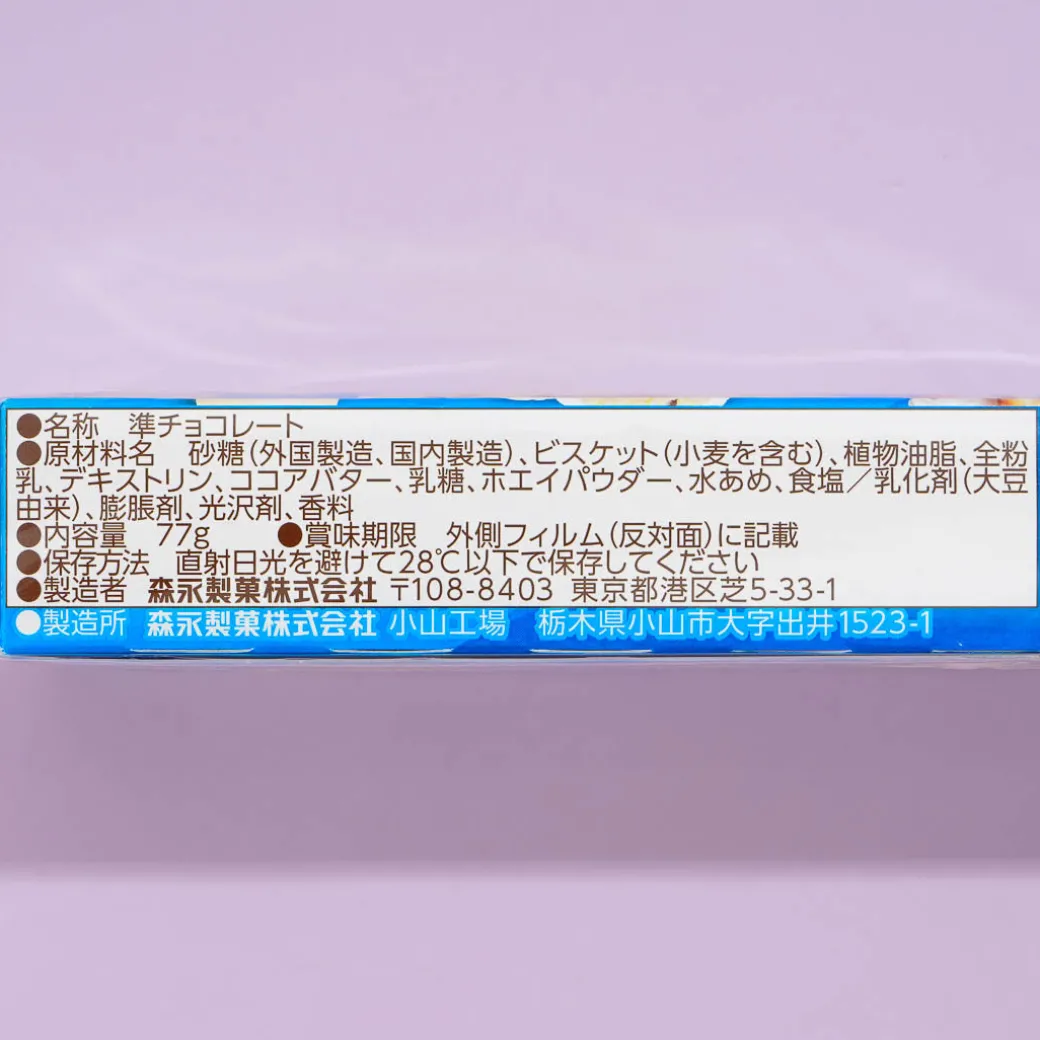 ●名称　準チョコレート
●原材料名　砂糖(外国製造、国内製造)、ビスケット(小麦を含む)、植物油脂、全粉
乳、デキストリン、ココアバター、乳糖、ホエイパウダー、水あめ、食塩／乳化剤(大豆
由来)、膨脹剤、光沢剤、香料
●内容量　77g　●賞味期限　外側フィルム(反対面)に記載
●保存方法　直射日光を避けて28℃以下で保存してください
●製造者　森永製菓株式会社 〒108-8403　東京都港区芝5-33-1
●製造所　森永製菓株式会社 小山工場　栃木県小山市大字出井1523-1